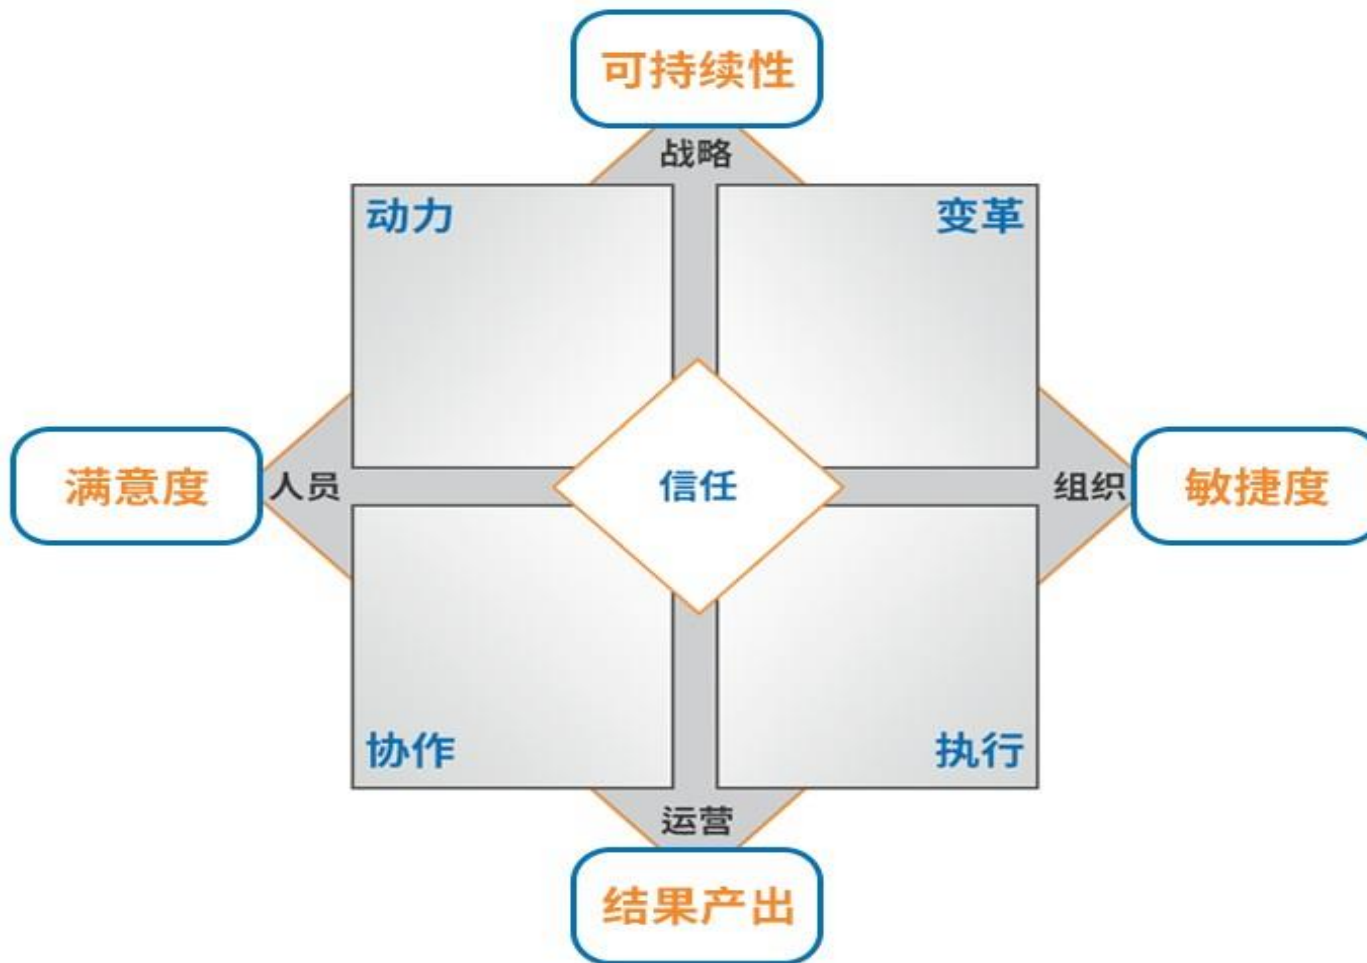 可持续性
战略
动力
变革
满意度
人员
信任
组织
敏捷度
协作
执行
运营
结果产出